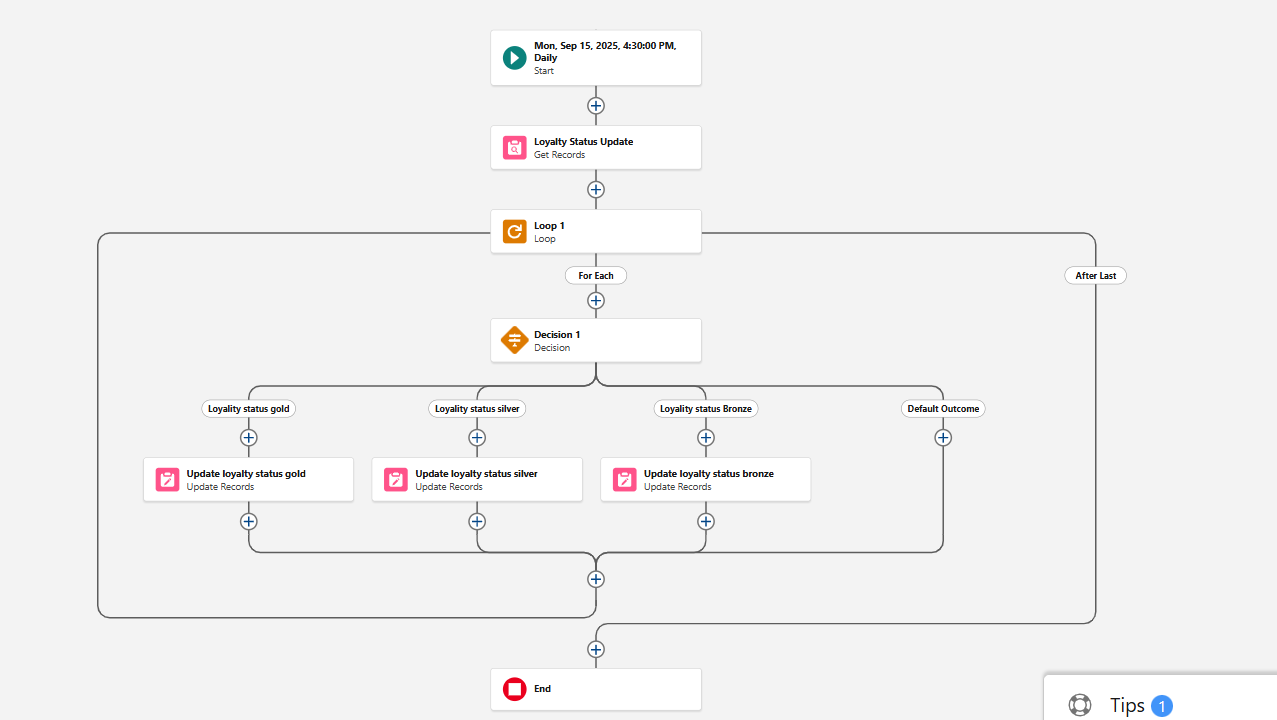 Mon, Sep 15, 2025, 4:30:00 PM,
Daily
Start
Loyalty Status Update
Get Records
Loop 1
Loop
For Each
After Last
Decision 1
Decision
Loyality status gold
Loyality status silver
Loyality status Bronze
Default Outcome
Update loyalty status gold
Update Records
Update loyalty status silver
Update Records
Update loyalty status bronze
Update Records
End
Tips 1